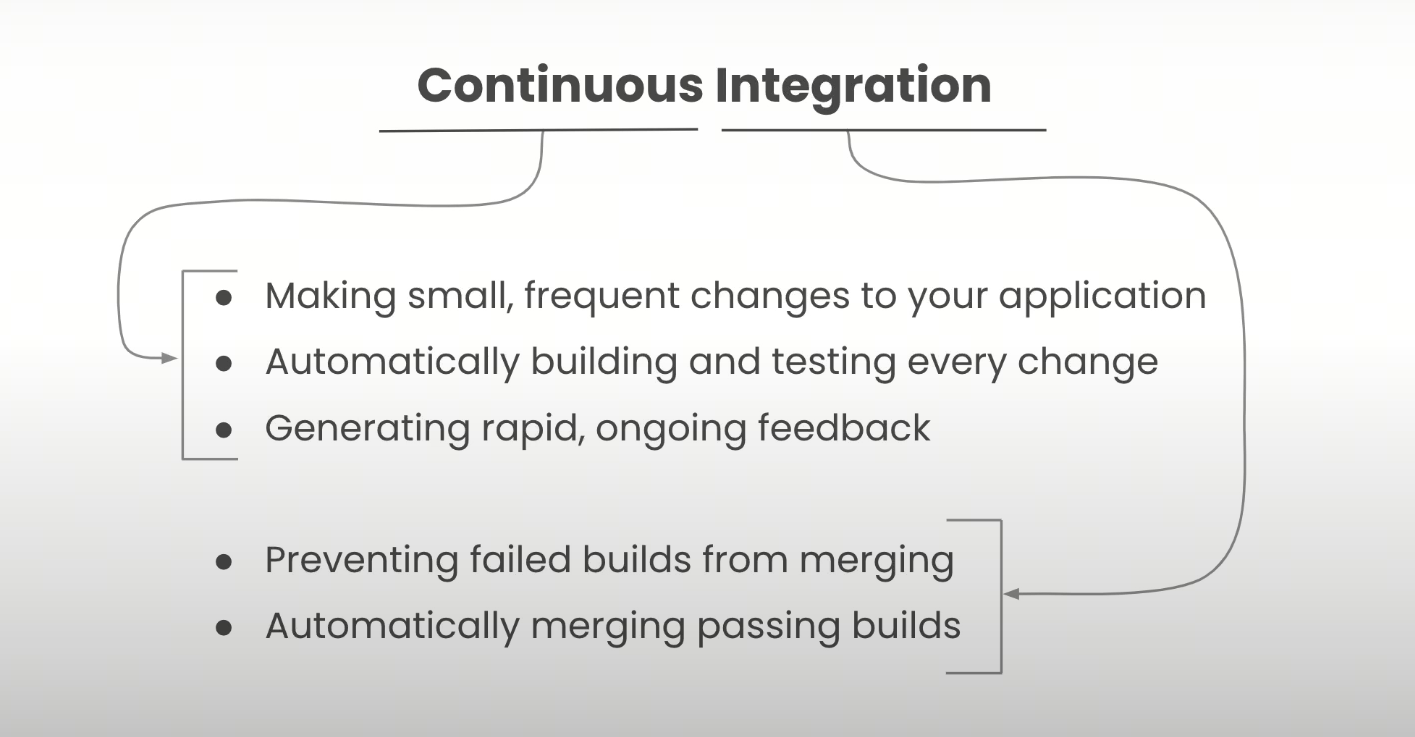 Continuous Integration
● Making small, frequent changes to your application
● Automatically building and testing every change
● Generating rapid, ongoing feedback
● Preventing failed builds from merging
● Automatically merging passing builds